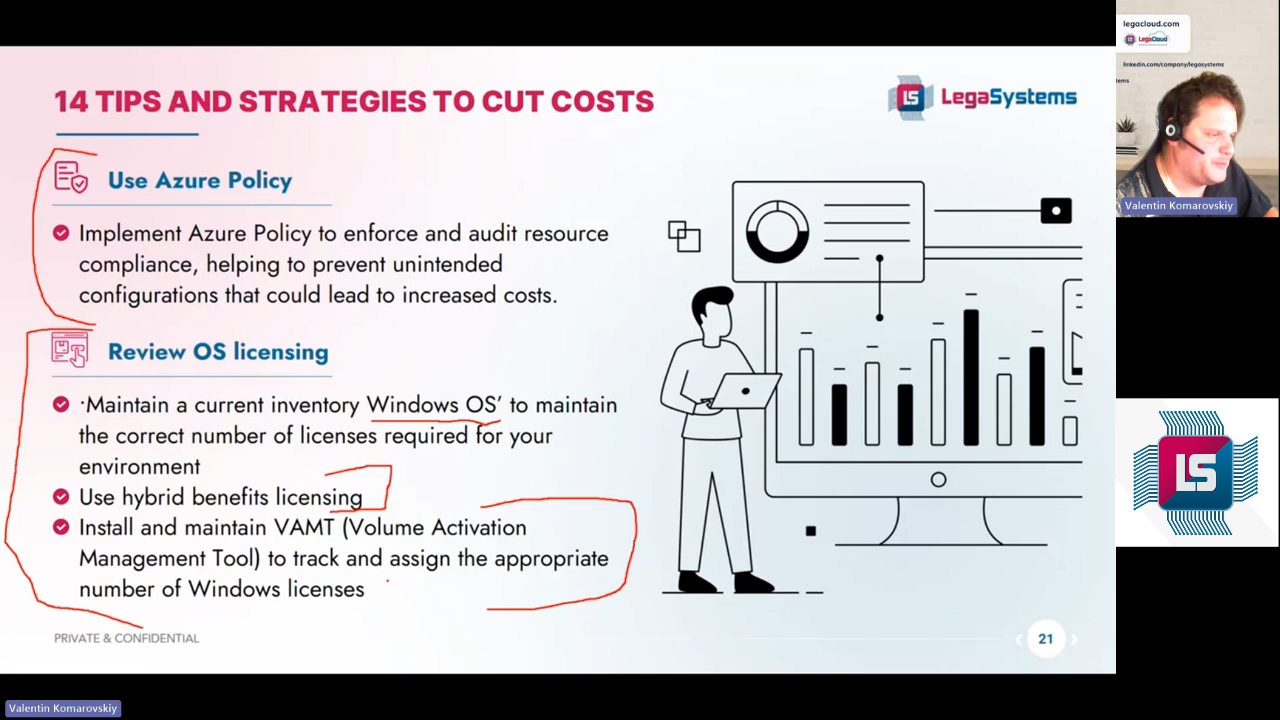 14 TIPS AND STRATEGIES TO CUT COSTS
LS LegaSystems
Use Azure Policy
Implement Azure Policy to enforce and audit resource
compliance, helping to prevent unintended
configurations that could lead to increased costs.
Review OS licensing
·Maintain a current inventory Windows OS’ to maintain
the correct number of licenses required for your
environment
Use hybrid benefits licensing
Install and maintain VAMT (Volume Activation
Management Tool) to track and assign the appropriate
number of Windows licenses
PRIVATE & CONFIDENTIAL
21
legacloud.com
LS LegaCloud
linkedin.com/company/legasystems
tems
Valentin Komarovskiy
LS
Valentin Komarovskiy